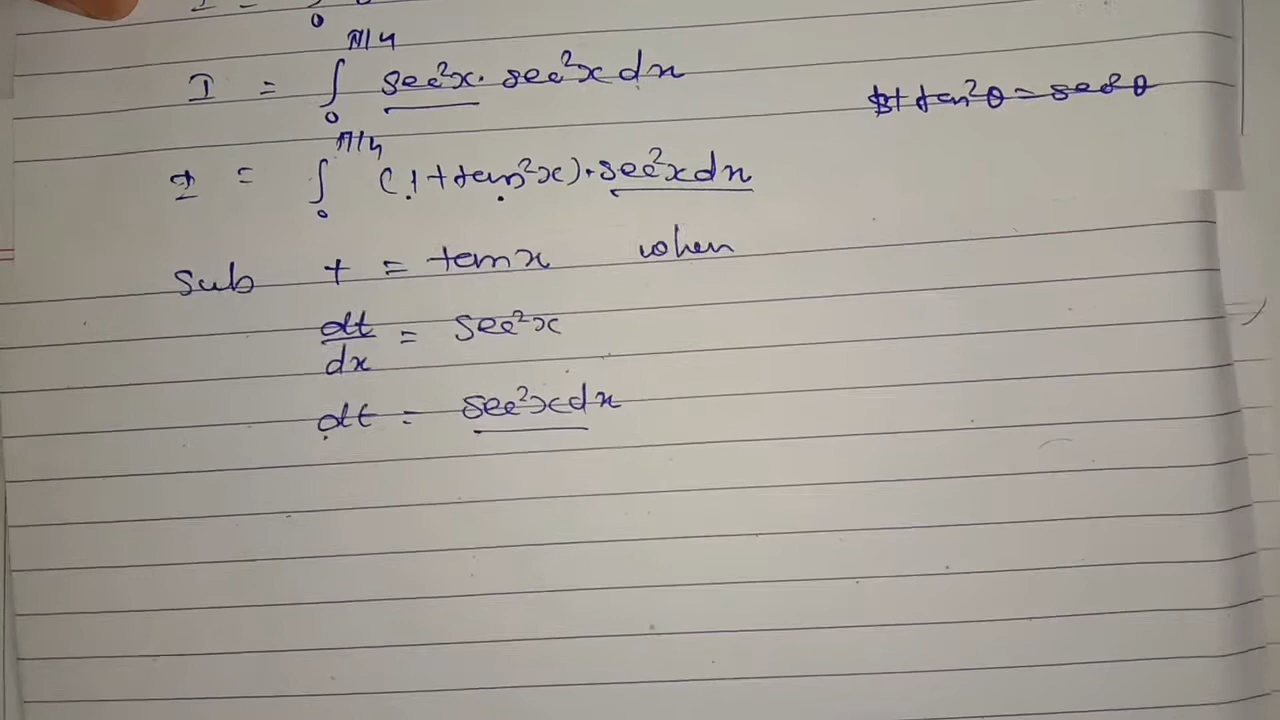 I = ∫₀^π/4 sec²x · sec²x dx
1+tan²θ = sec²θ
I = ∫₀^π/4 (1+tan²x) · sec²x dx
Sub t = tanx when
dt/dx = sec²x
dt = sec²x dx